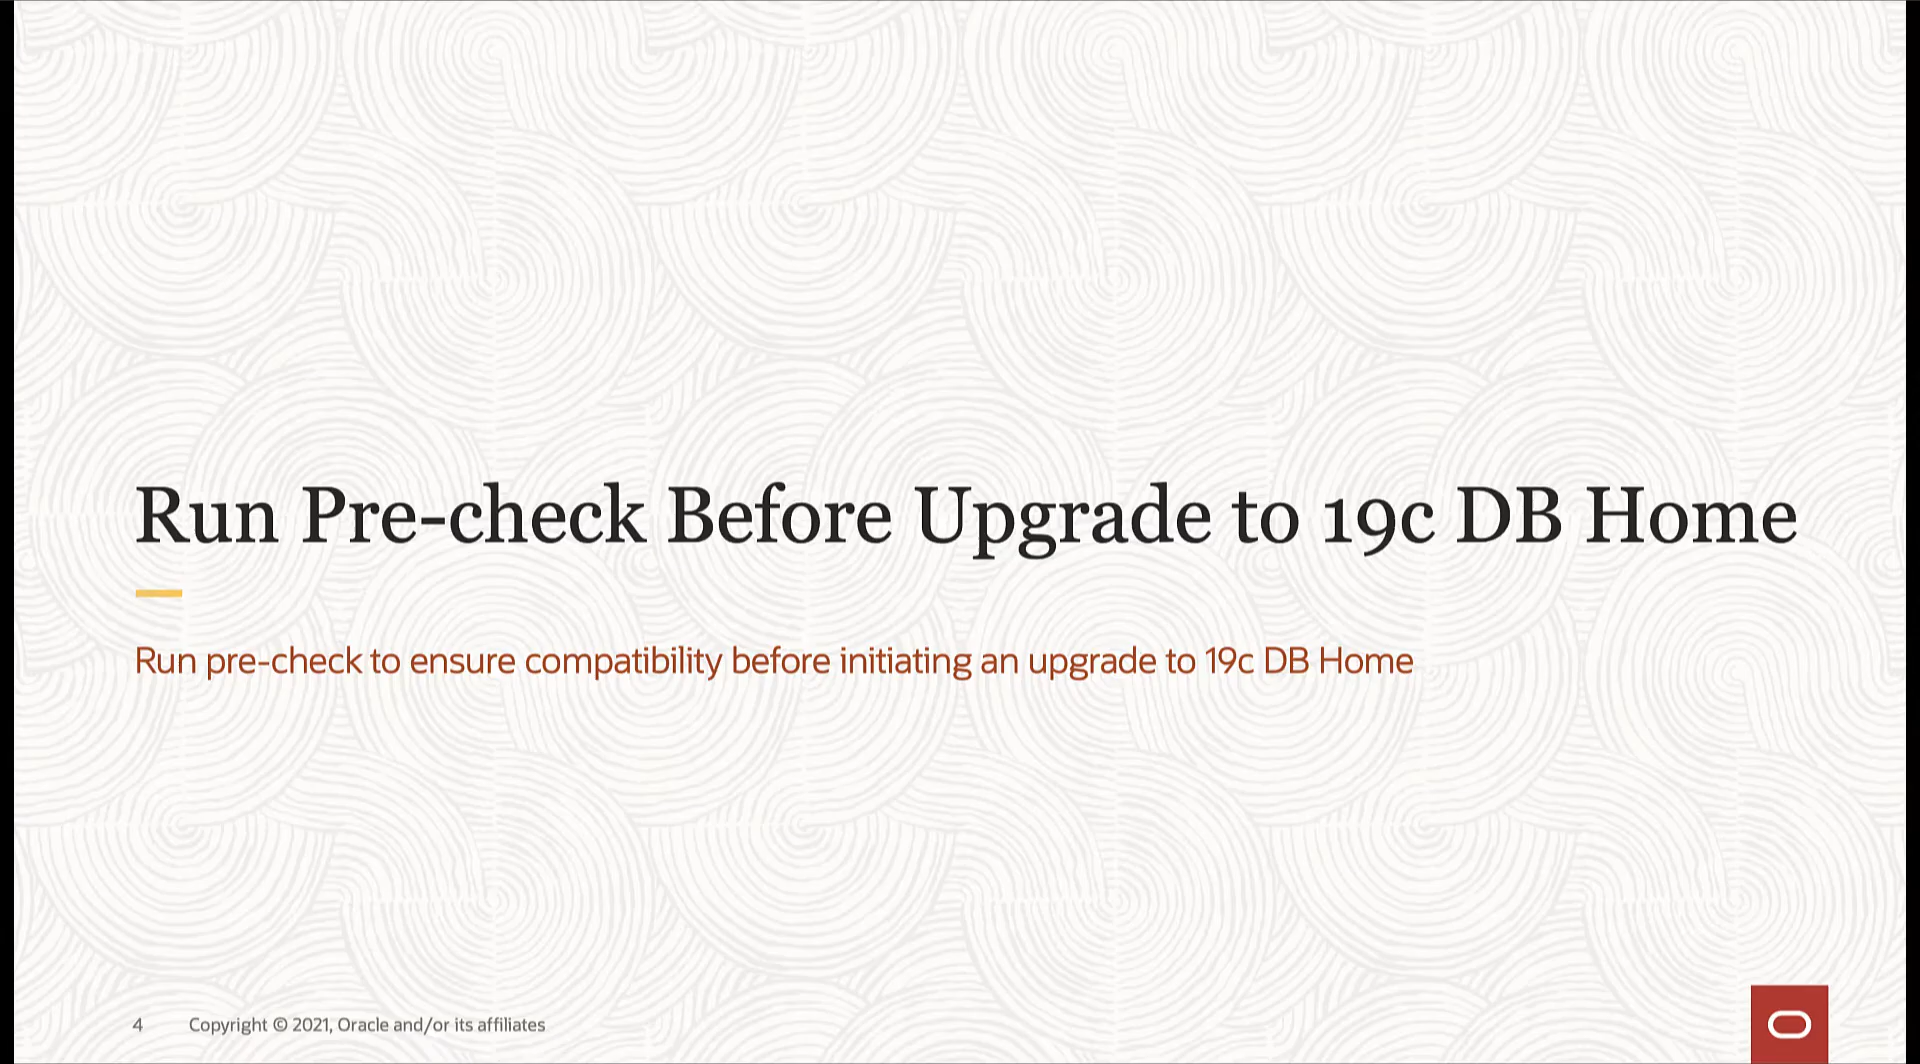 Run Pre-check Before Upgrade to 19c DB Home
Run pre-check to ensure compatibility before initiating an upgrade to 19c DB Home
4 Copyright © 2021, Oracle and/or its affiliates